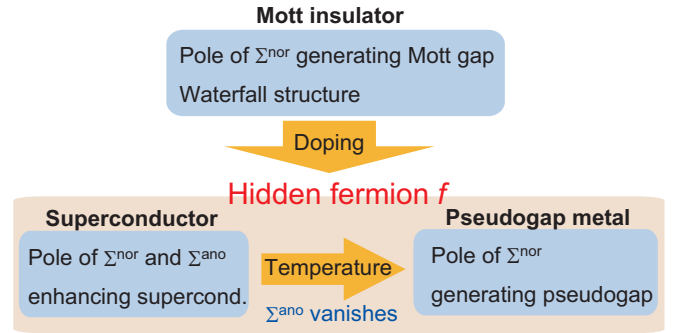 Mott insulator
Pole of Σⁿᵒʳ generating Mott gap
Waterfall structure
Doping
Hidden fermion f
Superconductor
Pole of Σⁿᵒʳ and Σᵃⁿᵒ
enhancing supercond.
Temperature
Σᵃⁿᵒ vanishes
Pseudogap metal
Pole of Σⁿᵒʳ
generating pseudogap